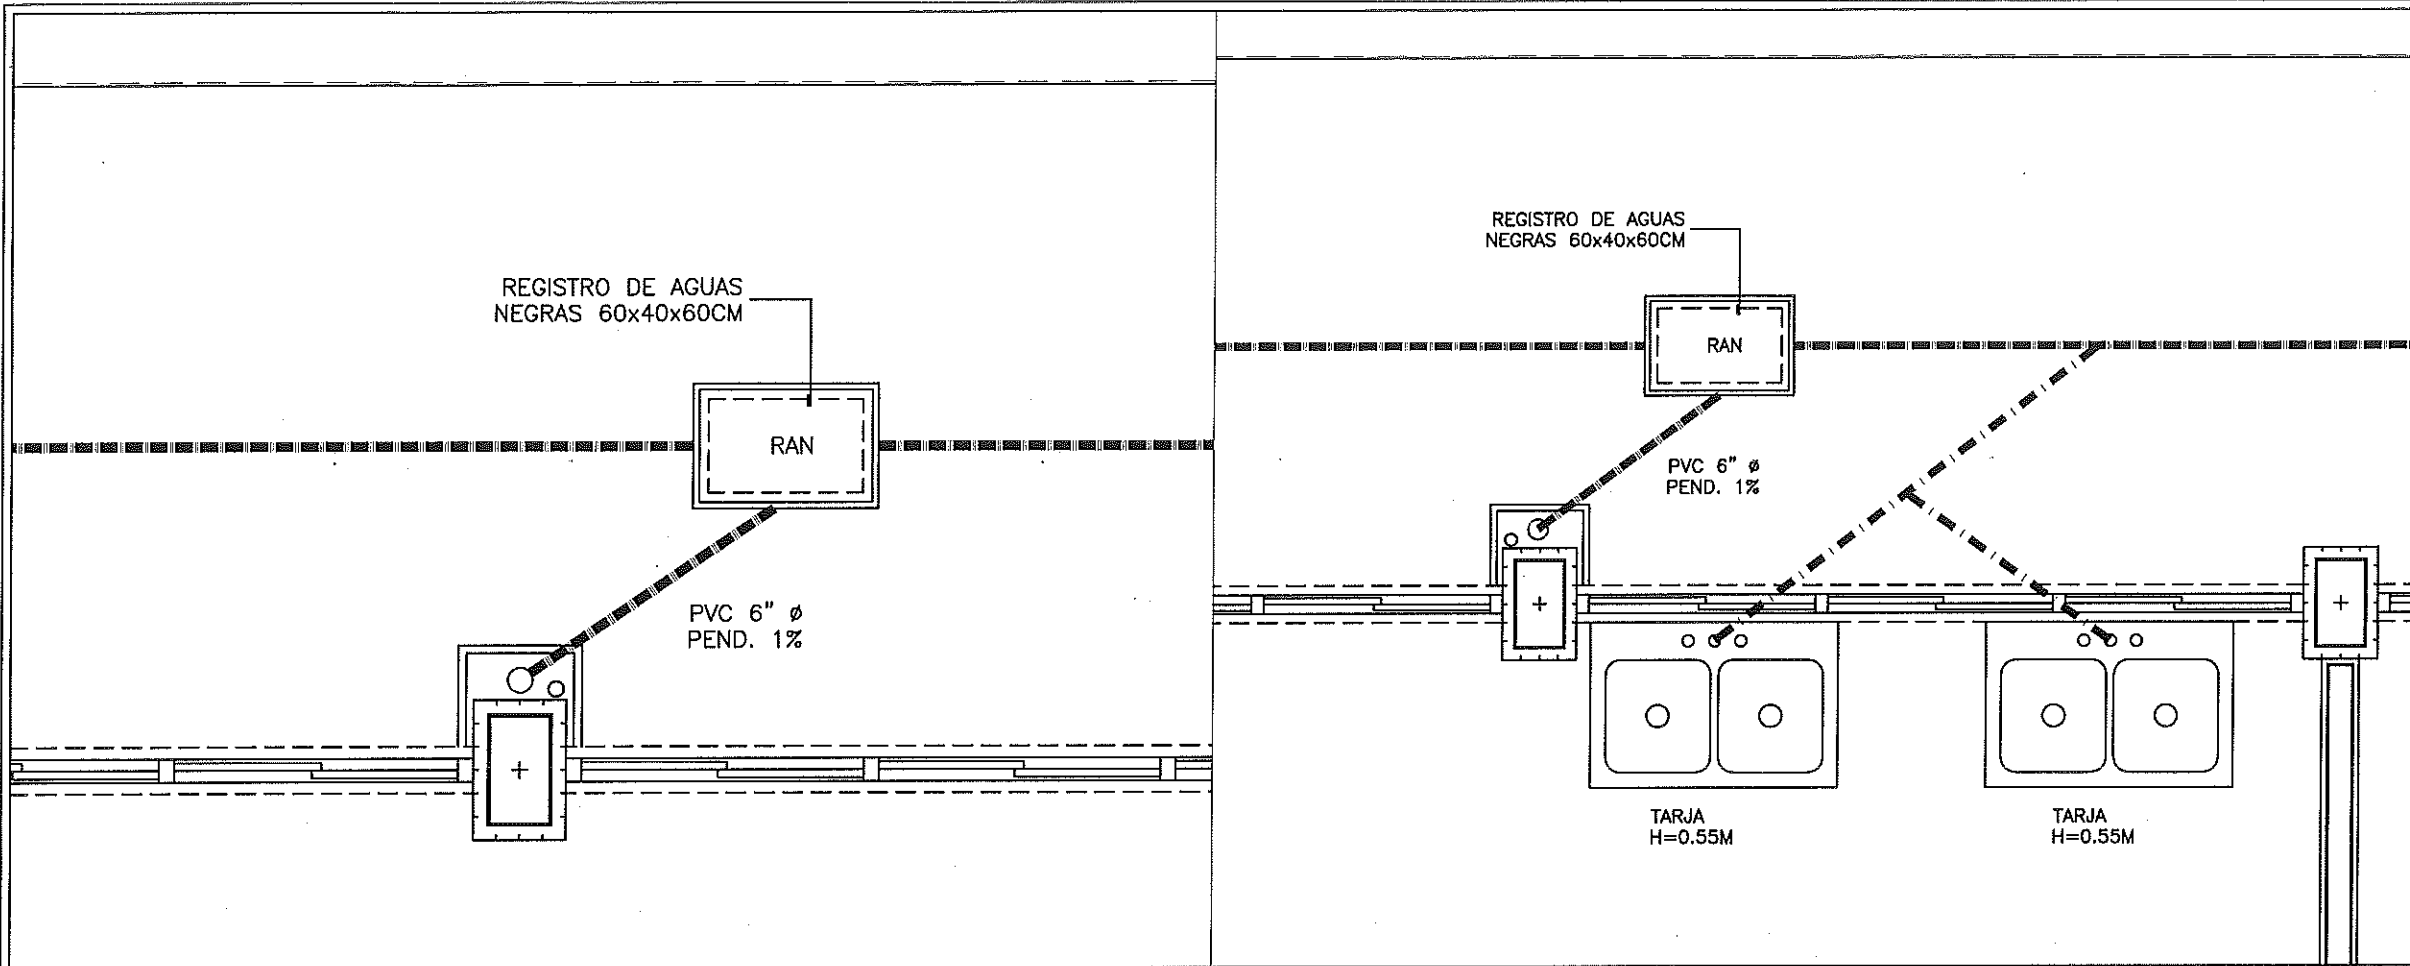 REGISTRO DE AGUAS
NEGRAS 60x40x60CM
RAN
PVC 6" ø
PEND. 1%
REGISTRO DE AGUAS
NEGRAS 60x40x60CM
RAN
PVC 6" ø
PEND. 1%
TARJA
H=0.55M
TARJA
H=0.55M